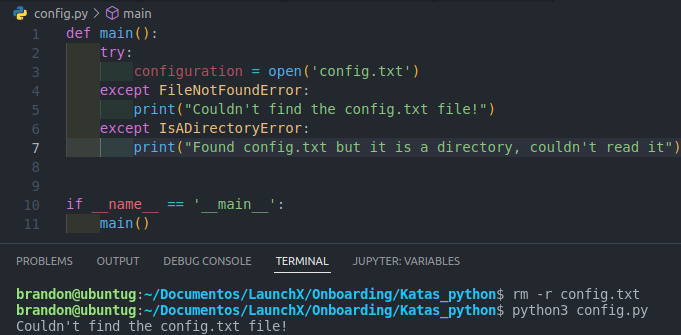 config.py > main
1 def main():
2     try:
3         configuration = open('config.txt')
4     except FileNotFoundError:
5         print("Couldn't find the config.txt file!")
6     except IsADirectoryError:
7         print("Found config.txt but it is a directory, couldn't read it")
8
9
10 if __name__ == '__main__':
11     main()
PROBLEMS OUTPUT DEBUG CONSOLE TERMINAL JUPYTER: VARIABLES
brandon@ubuntug:~/Documentos/LaunchX/Onboarding/Katas_python$ rm -r config.txt
brandon@ubuntug:~/Documentos/LaunchX/Onboarding/Katas_python$ python3 config.py
Couldn't find the config.txt file!